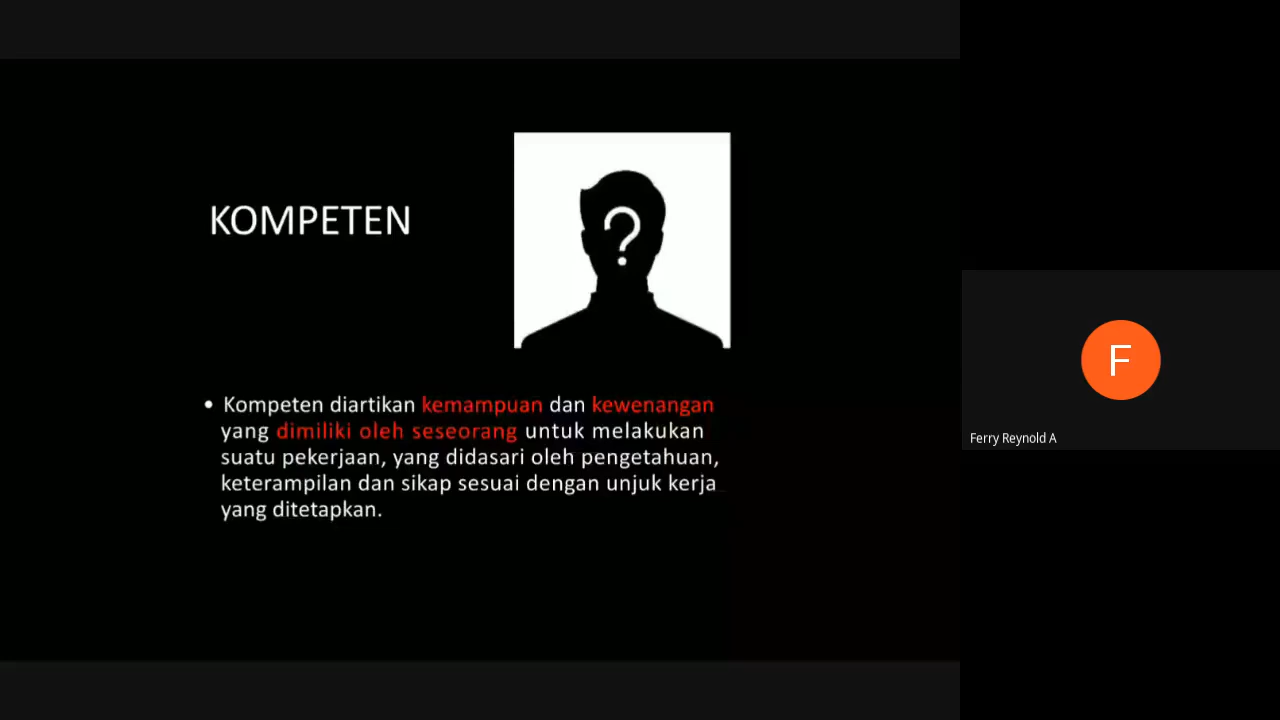 KOMPETEN
?
• Kompeten diartikan kemampuan dan kewenangan
yang dimiliki oleh seseorang untuk melakukan
suatu pekerjaan, yang didasari oleh pengetahuan,
keterampilan dan sikap sesuai dengan unjuk kerja
yang ditetapkan.
F
Ferry Reynold A